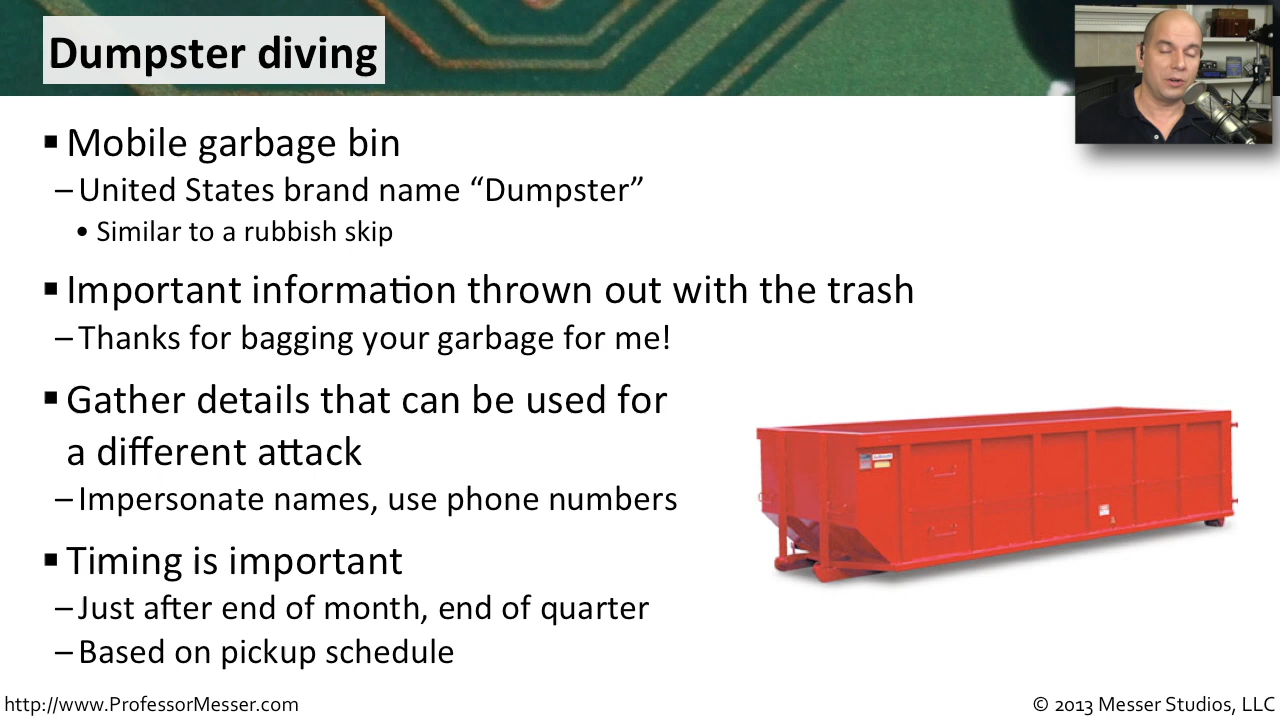 Dumpster diving
▪ Mobile garbage bin
– United States brand name “Dumpster”
• Similar to a rubbish skip
▪ Important information thrown out with the trash
– Thanks for bagging your garbage for me!
▪ Gather details that can be used for
a different attack
– Impersonate names, use phone numbers
▪ Timing is important
– Just after end of month, end of quarter
– Based on pickup schedule
http://www.ProfessorMesser.com
© 2013 Messer Studios, LLC